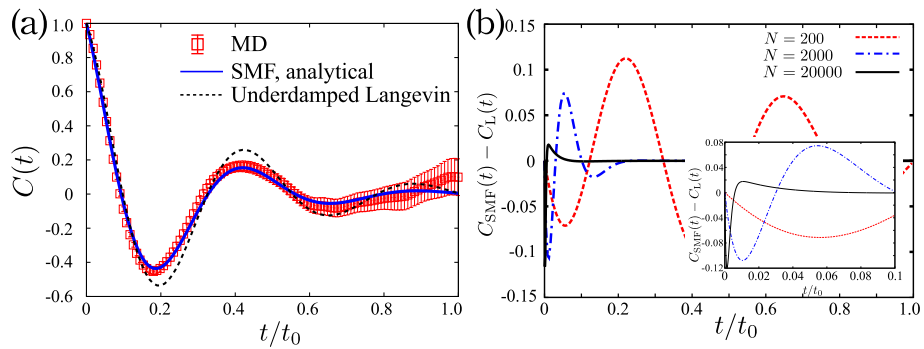 (a)
1.0
0.8
0.6
0.4
0.2
0
-0.2
-0.4
-0.6
C(t)
MD
SMF, analytical
Underdamped Langevin
0 0.2 0.4 0.6 0.8 1.0
t/t₀
(b)
0.15
0.1
0.05
0
-0.05
-0.1
-0.15
C_SMF(t) − C_L(t)
N = 200
N = 2000
N = 20000
0.08
0.04
0
-0.04
-0.08
-0.12
C_SMF(t) − C_L(t)
0 0.02 0.04 0.06 0.08 0.1
t/t₀
0 0.2 0.4 0.6 0.8 1.0
t/t₀